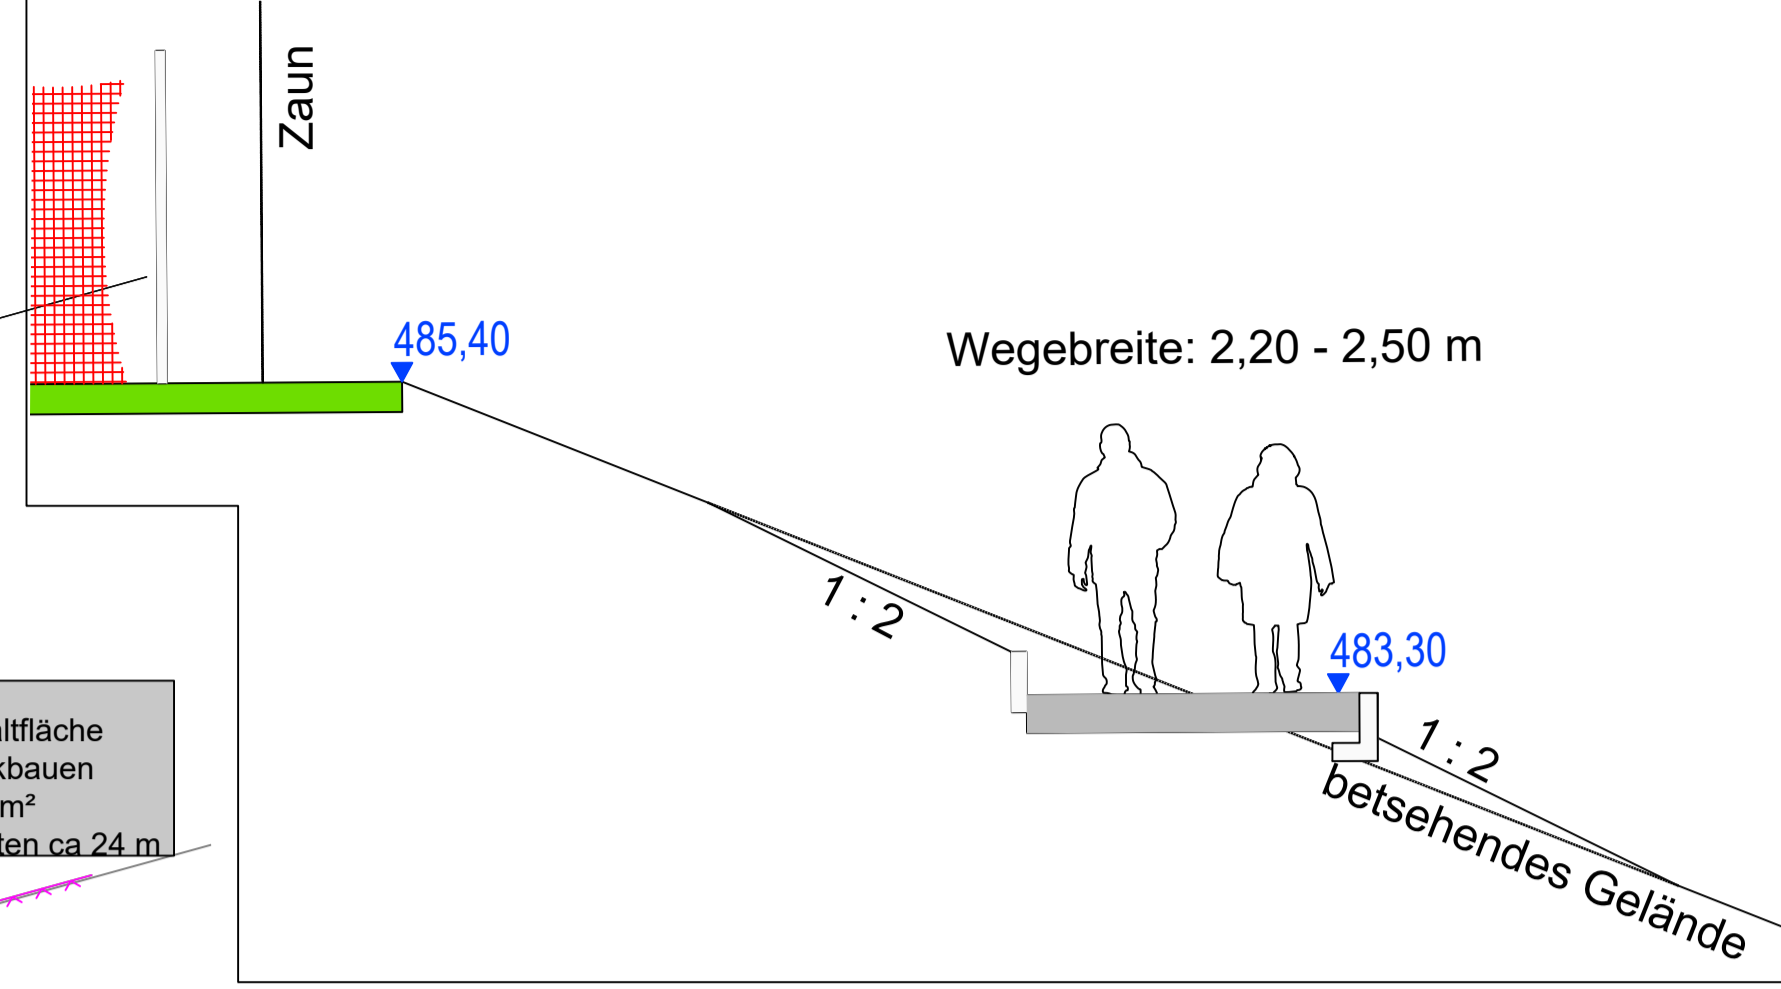 Zaun
485,40
Wegebreite: 2,20 - 2,50 m
1 : 2
483,30
1 : 2
betsehendes Gelände
ltfläche
kbauen
m²
ten ca 24 m